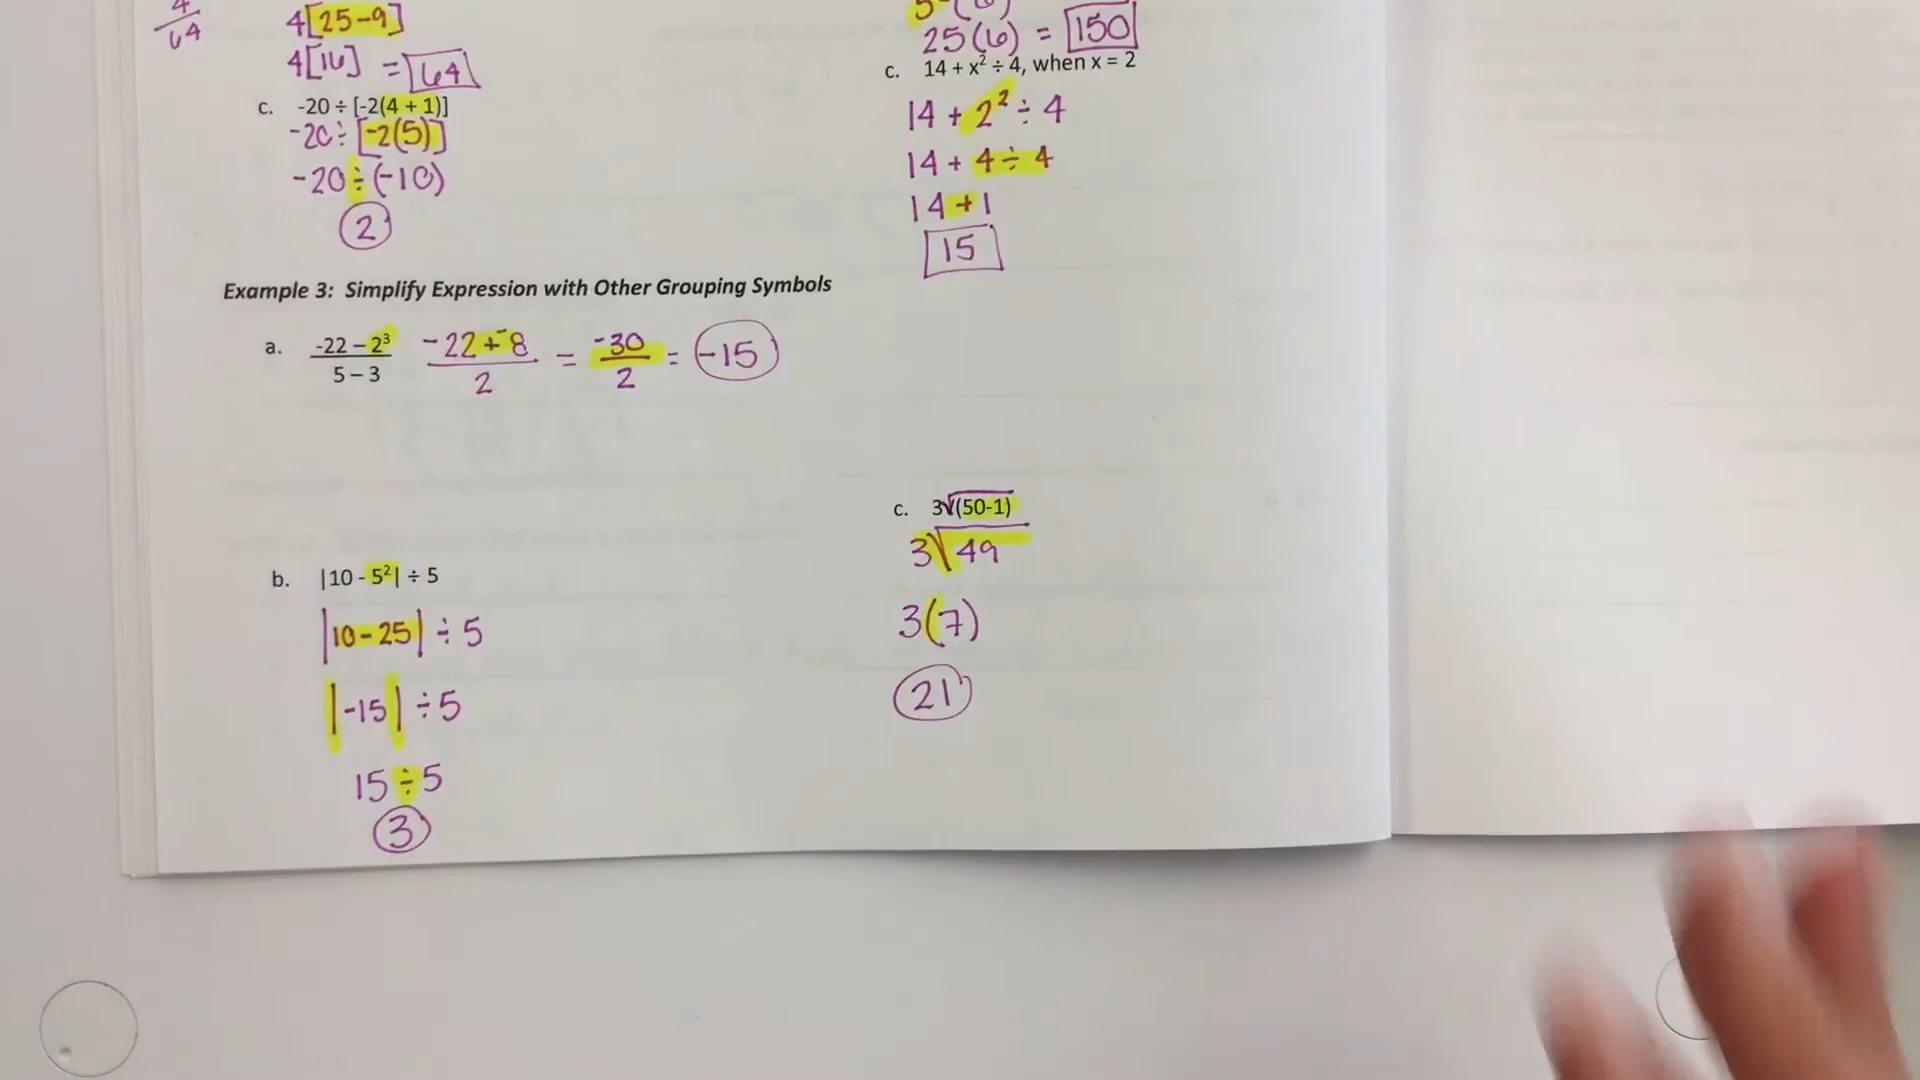 4
64
4[25-9]
4[16] = 64
c. -20 ÷ [-2(4 + 1)]
-20÷[-2(5)]
-20÷(-10)
2
25(6) = 150
c. 14 + x² ÷ 4, when x = 2
14 + 2² ÷ 4
14 + 4 ÷ 4
14 + 1
15
Example 3: Simplify Expression with Other Grouping Symbols
a. -22 – 2³ / 5 – 3   -22 + -8 / 2 = -30 / 2 = -15
b. |10 - 5²| ÷ 5
|10-25| ÷ 5
|-15| ÷5
15÷5
3
c. 3√(50-1)
3√49
3(7)
21